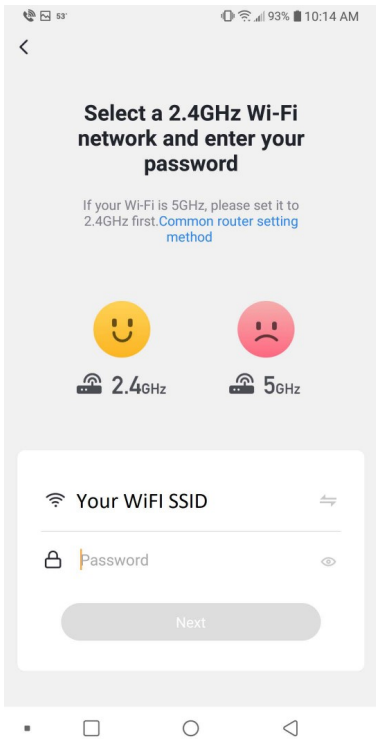 53°
93% 10:14 AM
Select a 2.4GHz Wi-Fi
network and enter your
password
If your Wi-Fi is 5GHz, please set it to
2.4GHz first.Common router setting
method
2.4GHz 5GHz
Your WiFI SSID
Password
Next